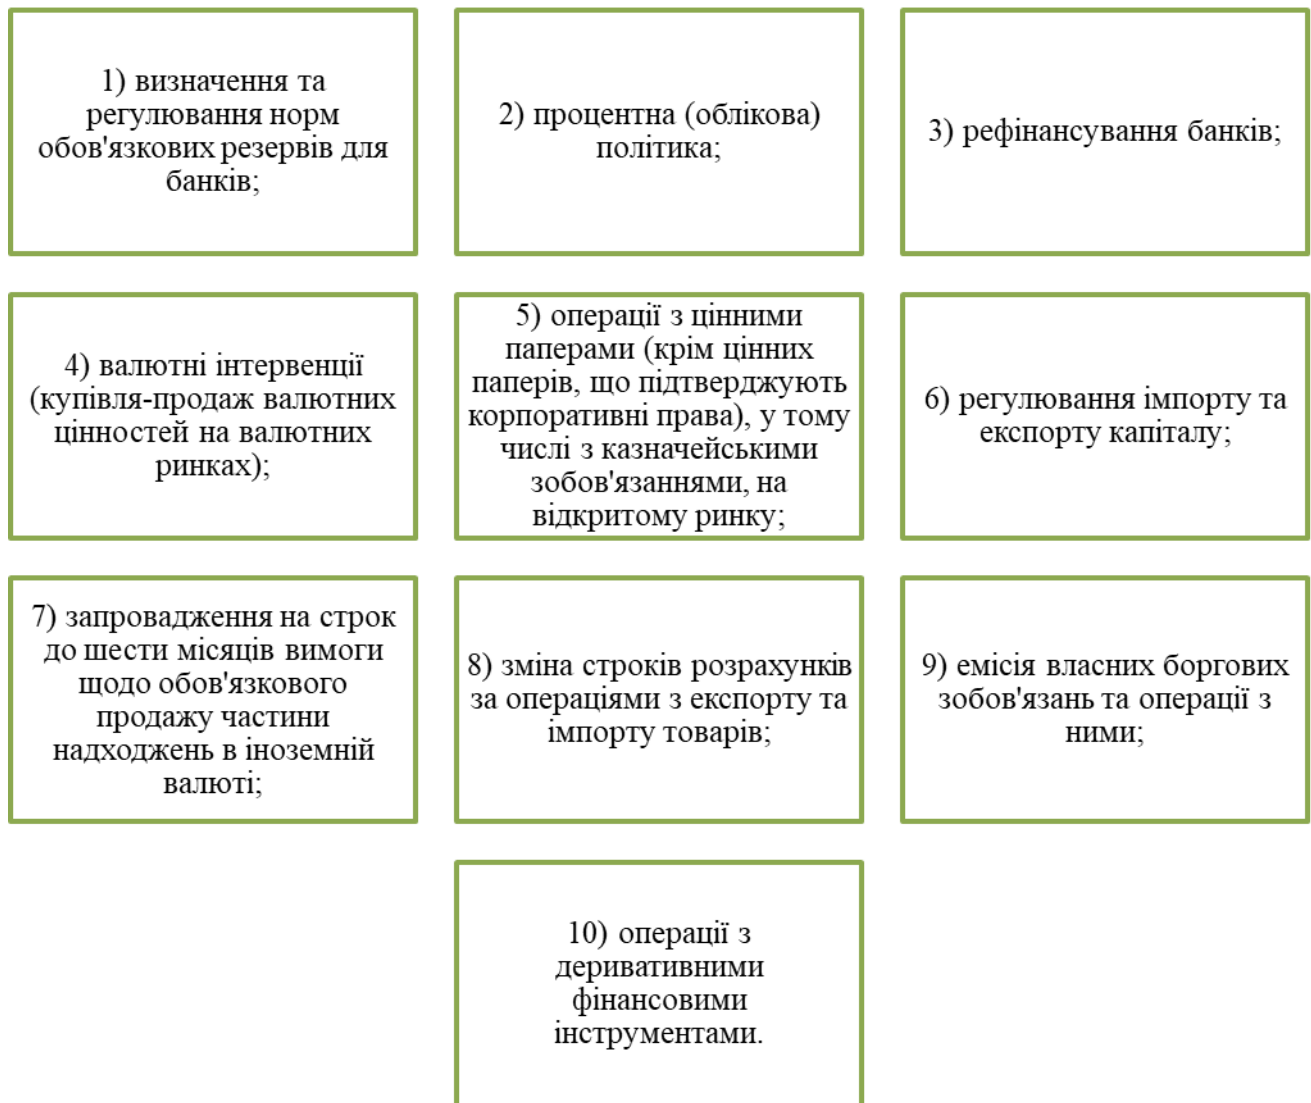 1) визначення та
регулювання норм
обов'язкових резервів для
банків;
2) процентна (облікова)
політика;
3) рефінансування банків;
4) валютні інтервенції
(купівля-продаж валютних
цінностей на валютних
ринках);
5) операції з цінними
паперами (крім цінних
паперів, що підтверджують
корпоративні права), у тому
числі з казначейськими
зобов'язаннями, на
відкритому ринку;
6) регулювання імпорту та
експорту капіталу;
7) запровадження на строк
до шести місяців вимоги
щодо обов'язкового
продажу частини
надходжень в іноземній
валюті;
8) зміна строків розрахунків
за операціями з експорту та
імпорту товарів;
9) емісія власних боргових
зобов'язань та операції з
ними;
10) операції з
деривативними
фінансовими
інструментами.